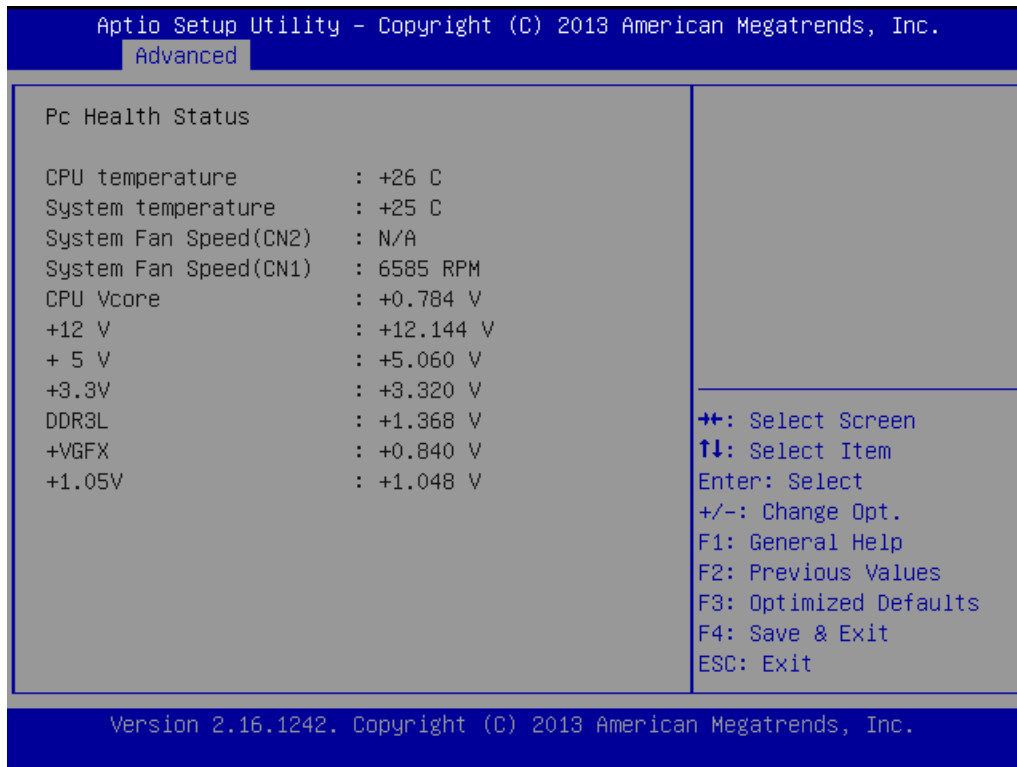 Aptio Setup Utility – Copyright (C) 2013 American Megatrends, Inc.
Advanced
Pc Health Status
CPU temperature : +26 C
System temperature : +25 C
System Fan Speed(CN2) : N/A
System Fan Speed(CN1) : 6585 RPM
CPU Vcore : +0.784 V
+12 V : +12.144 V
+ 5 V : +5.060 V
+3.3V : +3.320 V
DDR3L : +1.368 V
+VGFX : +0.840 V
+1.05V : +1.048 V
→←: Select Screen
↑↓: Select Item
Enter: Select
+/-: Change Opt.
F1: General Help
F2: Previous Values
F3: Optimized Defaults
F4: Save & Exit
ESC: Exit
Version 2.16.1242. Copyright (C) 2013 American Megatrends, Inc.